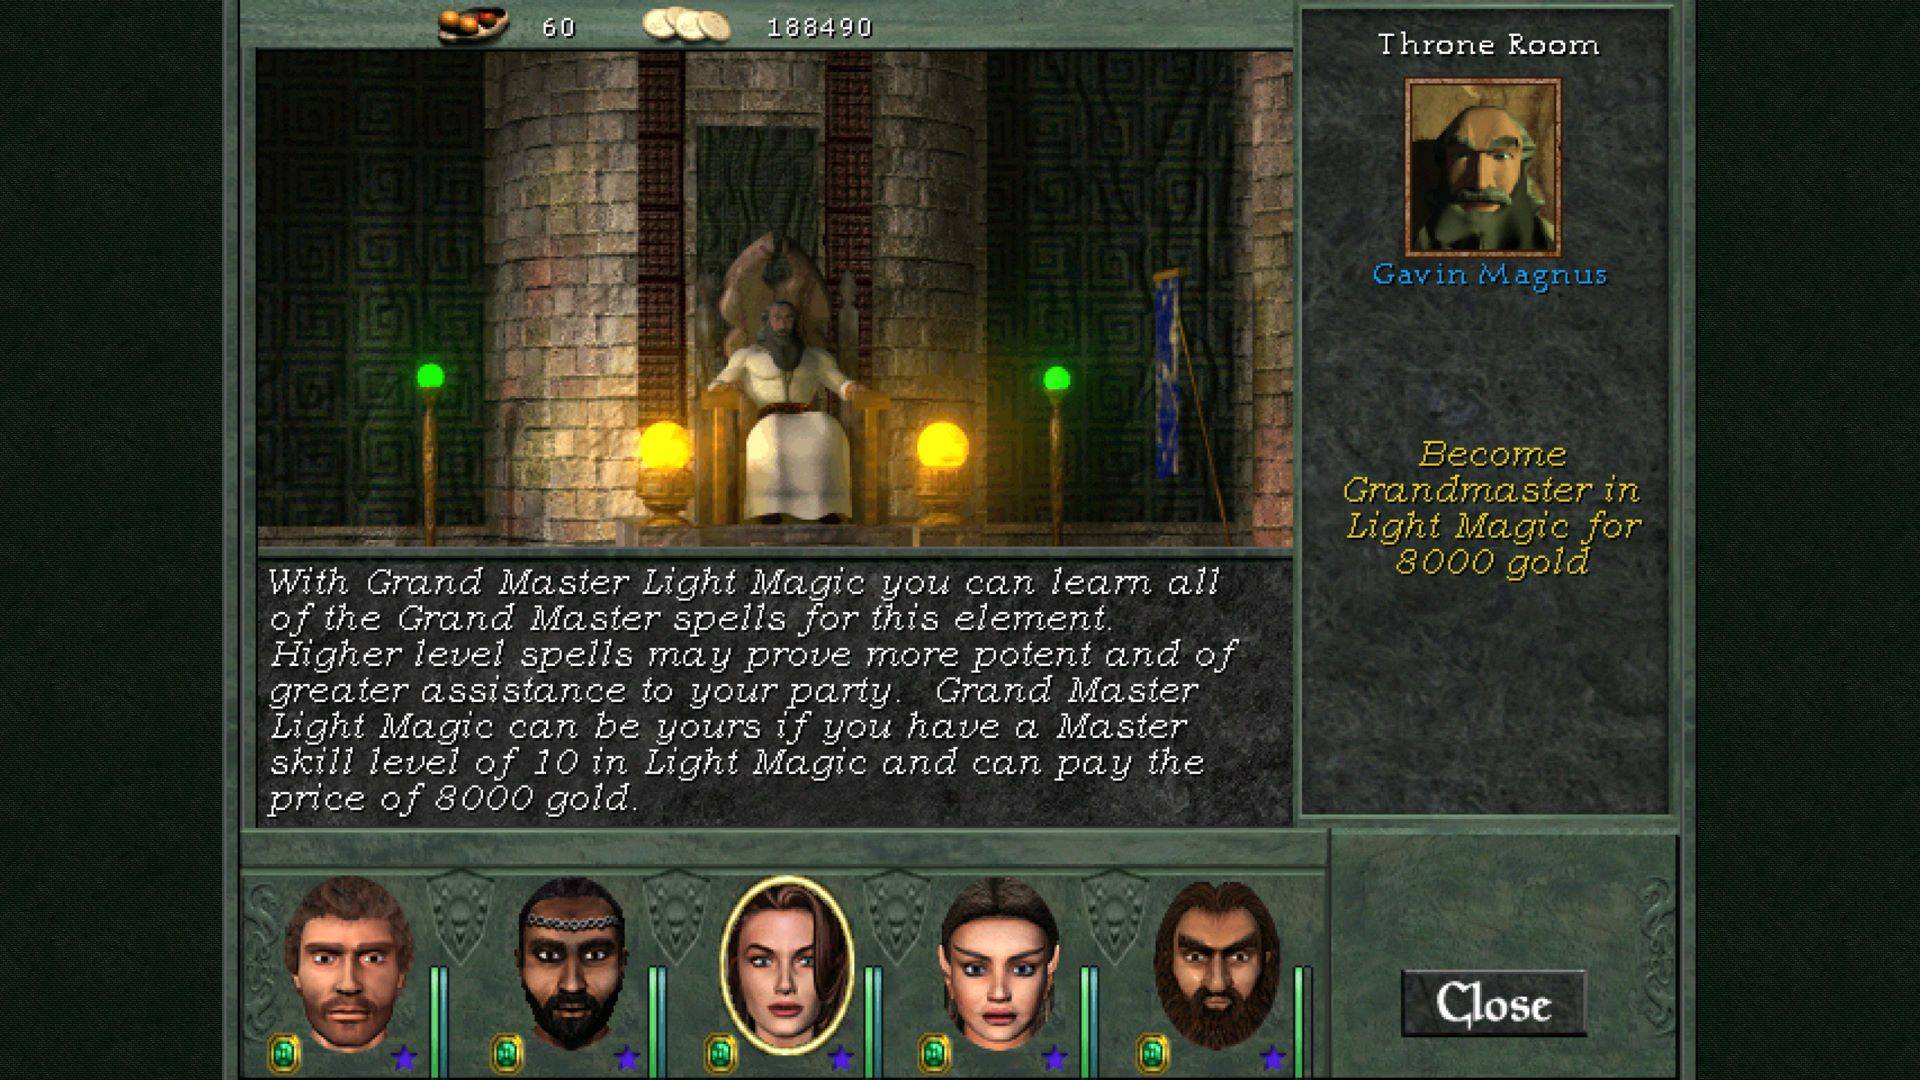 60
188490
Throne Room
Gavin Magnus
Become
Grandmaster in
Light Magic for
8000 gold
With Grand Master Light Magic you can learn all
of the Grand Master spells for this element.
Higher level spells may prove more potent and of
greater assistance to your party. Grand Master
Light Magic can be yours if you have a Master
skill level of 10 in Light Magic and can pay the
price of 8000 gold.
Close